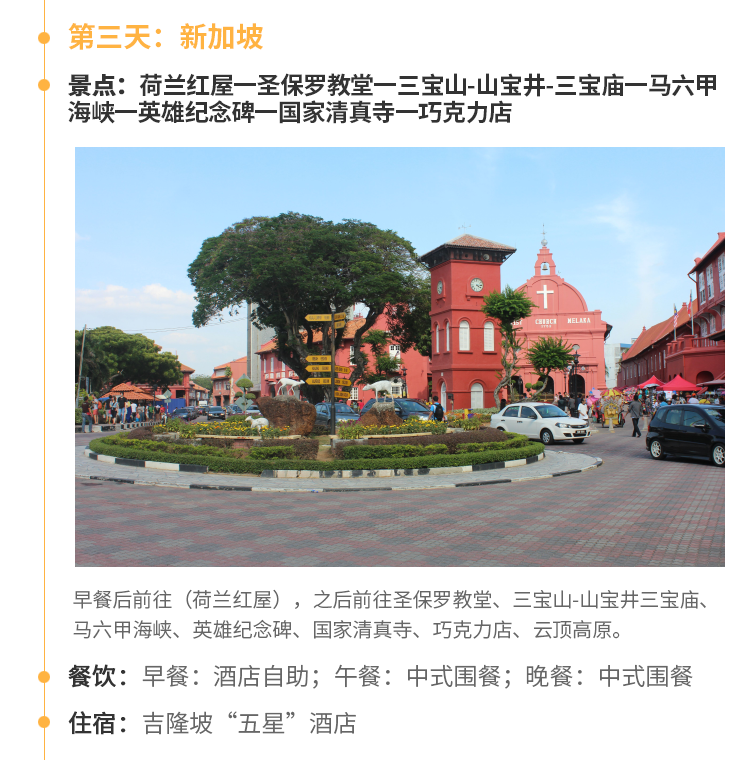 第三天：新加坡
景点：荷兰红屋一圣保罗教堂一三宝山-山宝井-三宝庙一马六甲
海峡一英雄纪念碑一国家清真寺一巧克力店
CHURCH MELAKA
早餐后前往（荷兰红屋），之后前往圣保罗教堂、三宝山-山宝井三宝庙、
马六甲海峡、英雄纪念碑、国家清真寺、巧克力店、云顶高原。
餐饮：早餐：酒店自助；午餐：中式围餐；晚餐：中式围餐
住宿：吉隆坡“五星”酒店